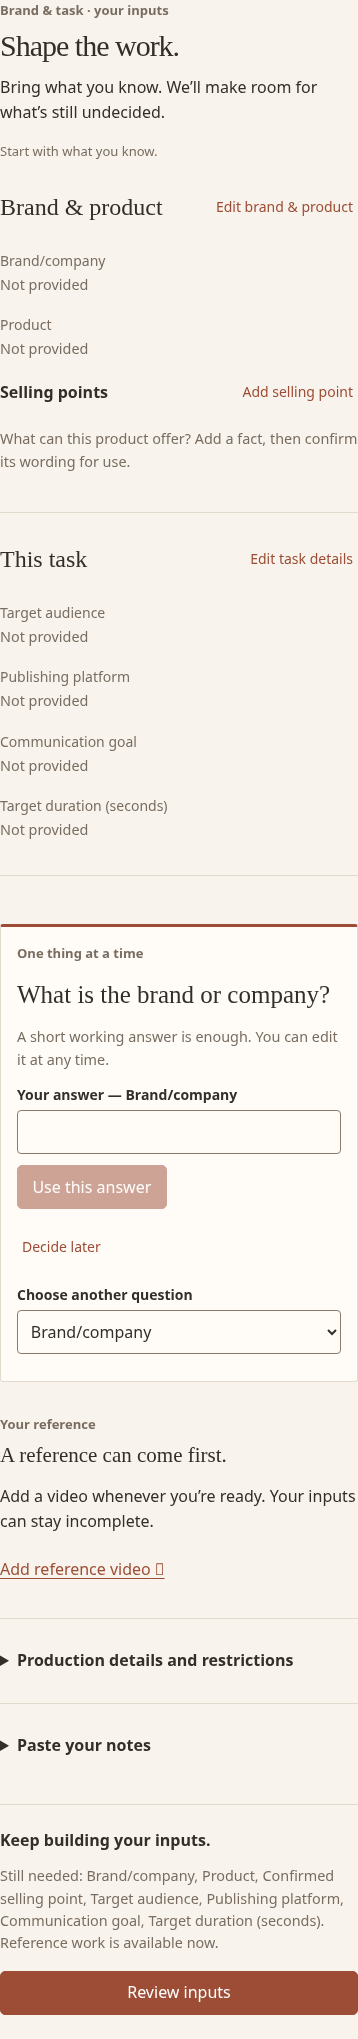 Brand & task · your inputs
Shape the work.
Bring what you know. We’ll make room for
what’s still undecided.
Start with what you know.
Brand & product
Edit brand & product
Brand/company
Not provided
Product
Not provided
Selling points
Add selling point
What can this product offer? Add a fact, then confirm
its wording for use.
This task
Edit task details
Target audience
Not provided
Publishing platform
Not provided
Communication goal
Not provided
Target duration (seconds)
Not provided
One thing at a time
What is the brand or company?
A short working answer is enough. You can edit
it at any time.
Your answer — Brand/company
Use this answer
Decide later
Choose another question
Brand/company
Your reference
A reference can come first.
Add a video whenever you’re ready. Your inputs
can stay incomplete.
Add reference video
Production details and restrictions
Paste your notes
Keep building your inputs.
Still needed: Brand/company, Product, Confirmed
selling point, Target audience, Publishing platform,
Communication goal, Target duration (seconds).
Reference work is available now.
Review inputs